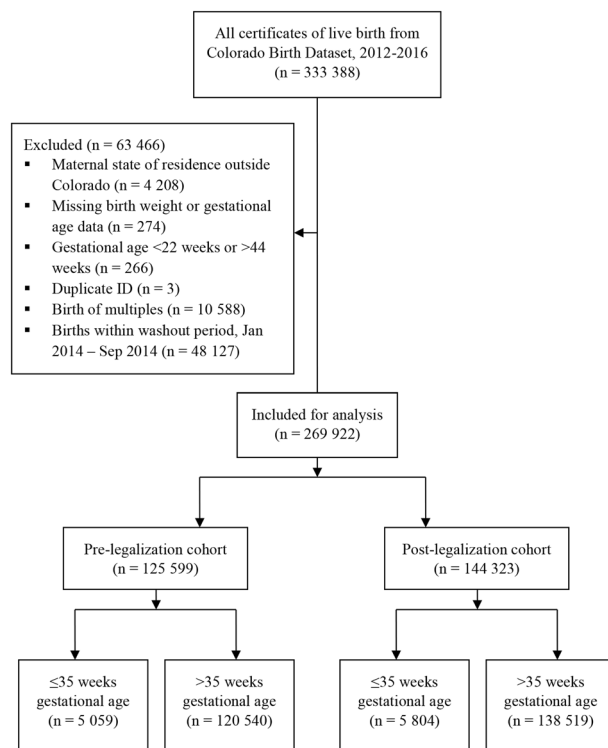 All certificates of live birth from
Colorado Birth Dataset, 2012-2016
(n = 333 388)
Excluded (n = 63 466)
▪ Maternal state of residence outside
Colorado (n = 4 208)
▪ Missing birth weight or gestational
age data (n = 274)
▪ Gestational age <22 weeks or >44
weeks (n = 266)
▪ Duplicate ID (n = 3)
▪ Birth of multiples (n = 10 588)
▪ Births within washout period, Jan
2014 – Sep 2014 (n = 48 127)
Included for analysis
(n = 269 922)
Pre-legalization cohort
(n = 125 599)
Post-legalization cohort
(n = 144 323)
≤35 weeks
gestational age
(n = 5 059)
>35 weeks
gestational age
(n = 120 540)
≤35 weeks
gestational age
(n = 5 804)
>35 weeks
gestational age
(n = 138 519)